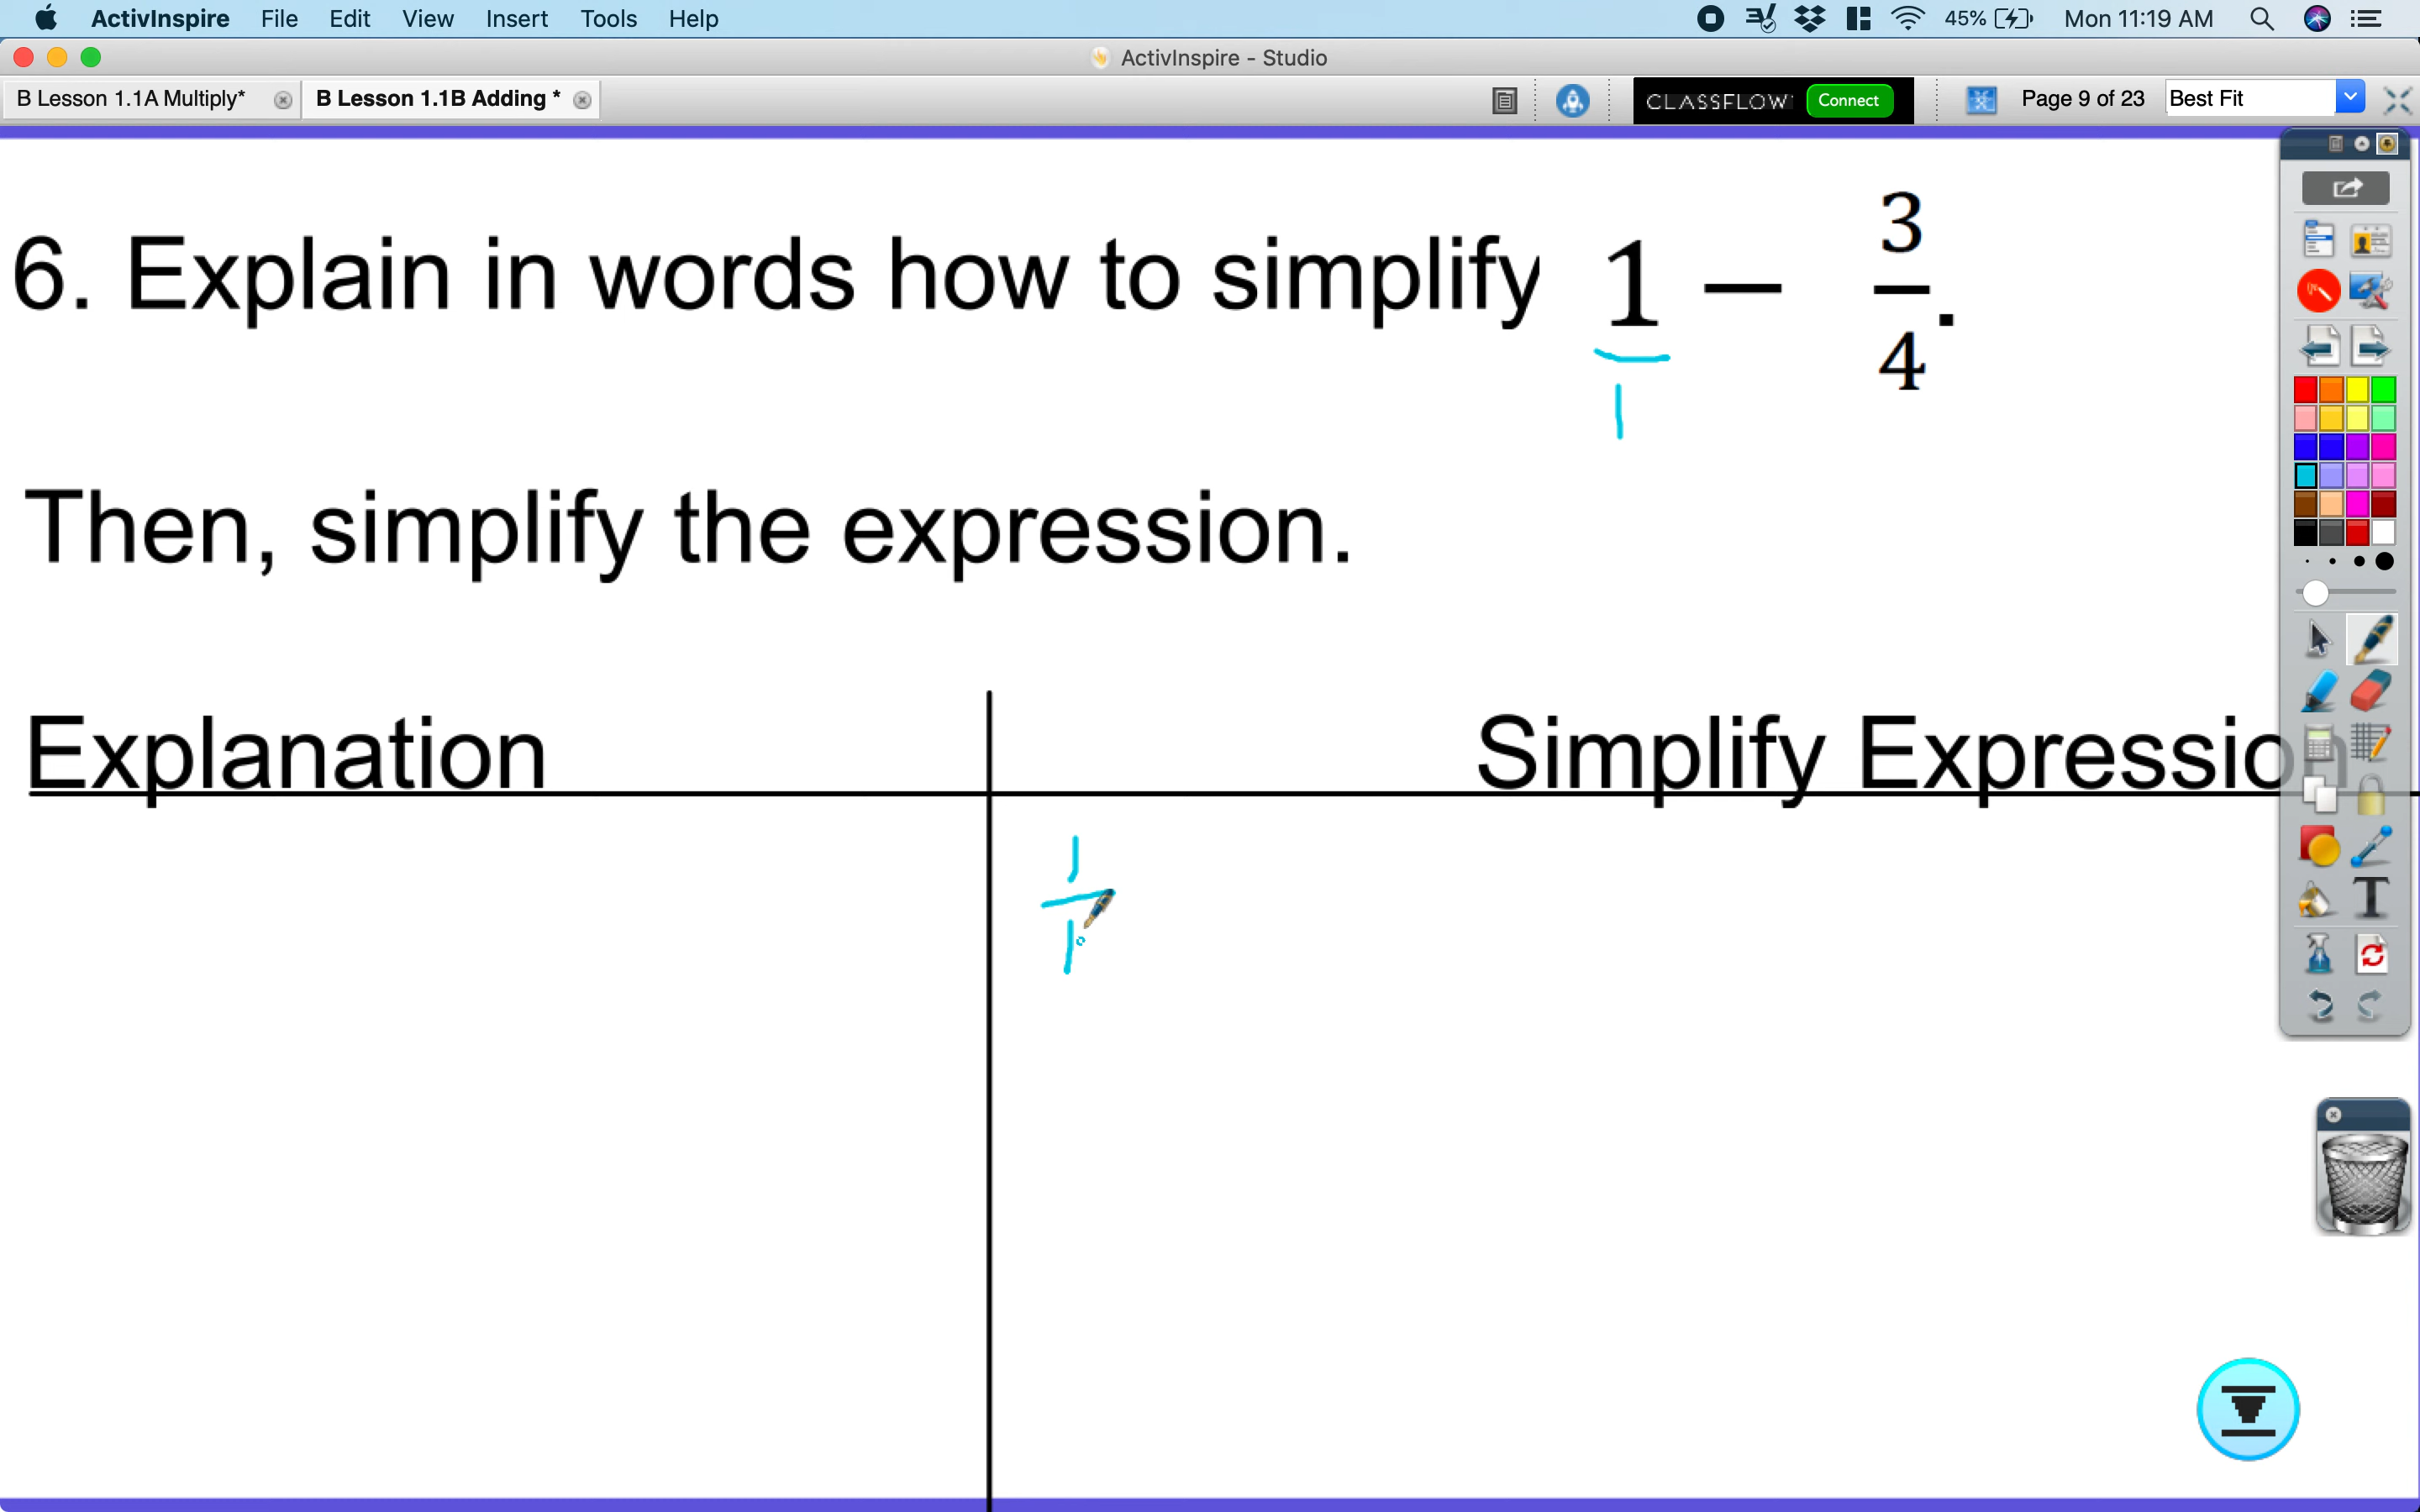 ActivInspire File Edit View Insert Tools Help 45% Mon 11:19 AM
ActivInspire - Studio
B Lesson 1.1A Multiply* B Lesson 1.1B Adding * CLASSFLOW Connect Page 9 of 23 Best Fit
6. Explain in words how to simplify 1 − 3/4.
1
Then, simplify the expression.
Explanation Simplify Expression
1/1
T